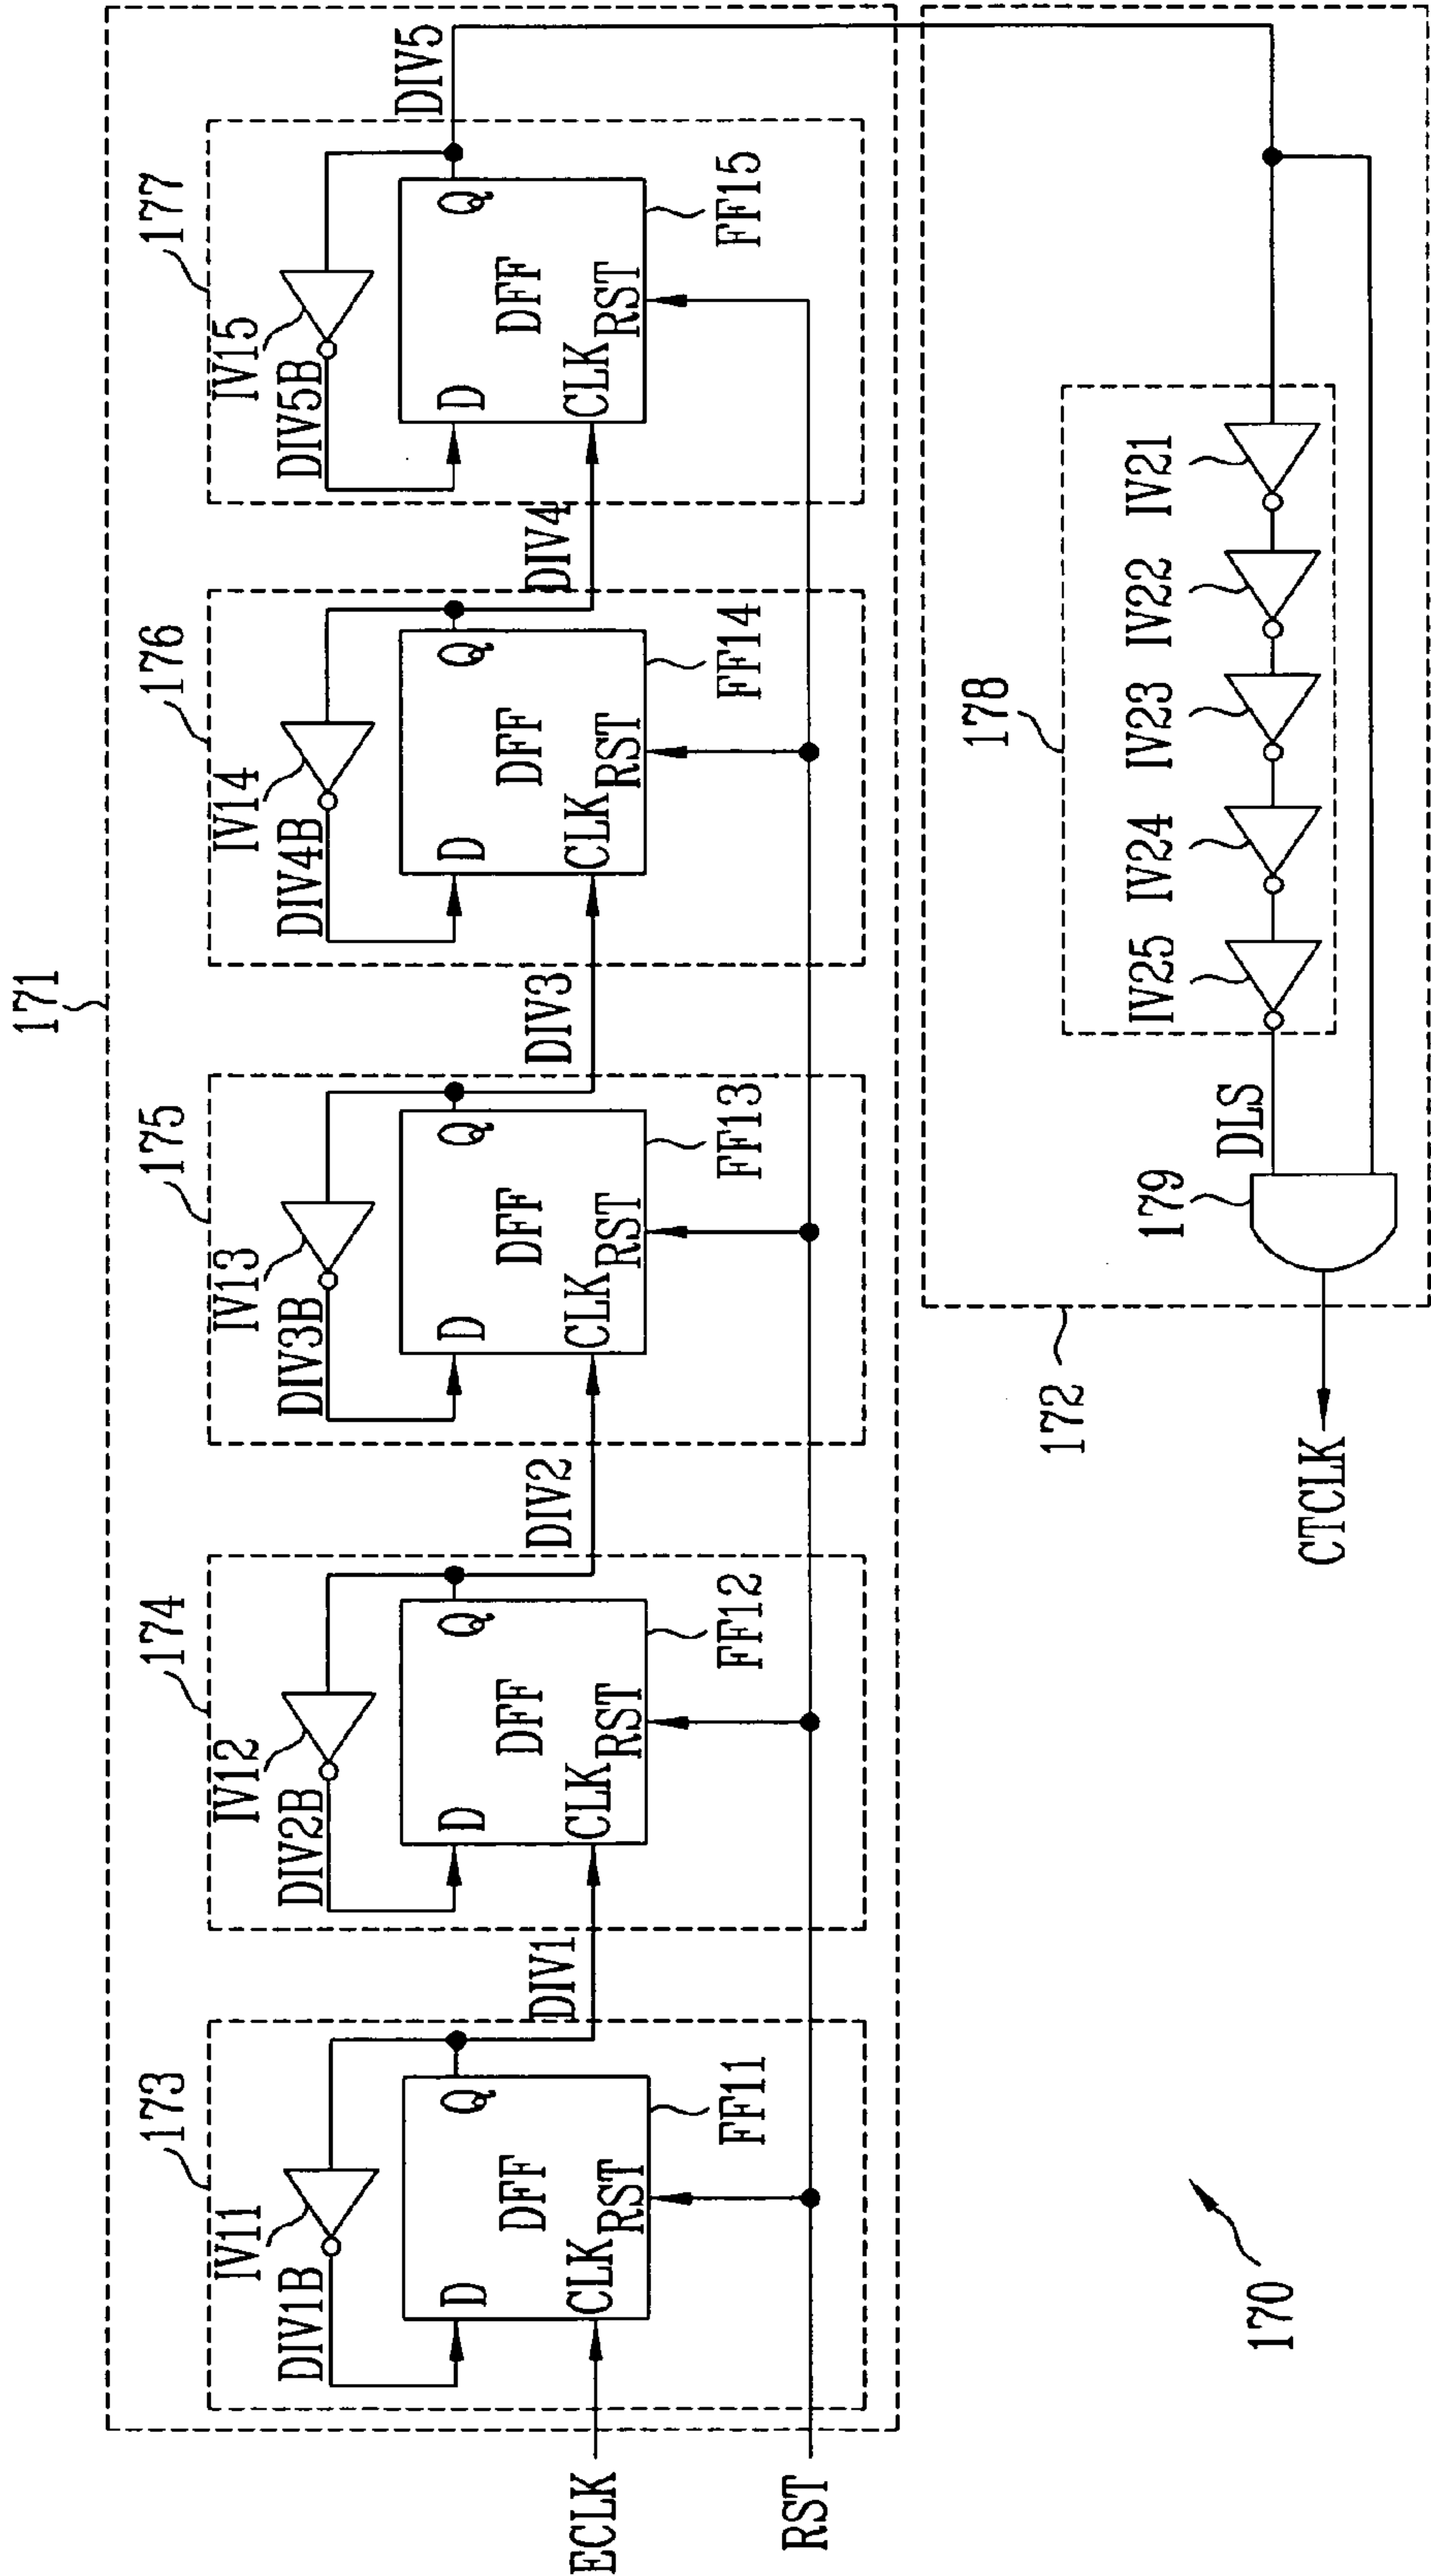 171
173
174
175
176
177
IV11
IV12
IV13
IV14
IV15
DIV1B
DIV2B
DIV3B
DIV4B
DIV5B
D
Q
DFF
CLK
RST
FF11
DIV1
D
Q
DFF
CLK
RST
FF12
DIV2
D
Q
DFF
CLK
RST
FF13
DIV3
D
Q
DFF
CLK
RST
FF14
DIV4
D
Q
DFF
CLK
RST
FF15
DIV5
ECLK
RST
172
178
IV25
IV24
IV23
IV22
IV21
DLS
179
CTCLK
170